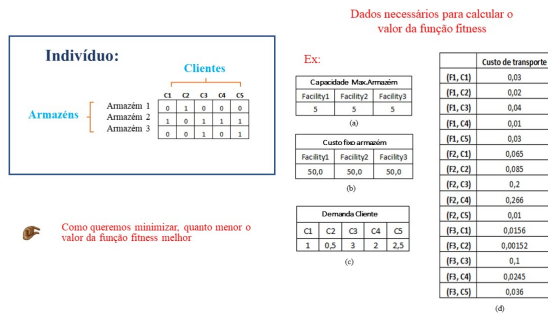 Indivíduo:
Clientes
C1 C2 C3 C4 C5
Armazéns
Armazém 1 0 1 0 0 0
Armazém 2 1 0 1 1 1
Armazém 3 0 0 1 0 1
Como queremos minimizar, quanto menor o
valor da função fitness melhor
Dados necessários para calcular o
valor da função fitness
Ex:
Capacidade Max.Armazém
Facility1 Facility2 Facility3
5 5 5
(a)
Custo fixo armazém
Facility1 Facility2 Facility3
50,0 50,0 50,0
(b)
Demanda Cliente
C1 C2 C3 C4 C5
1 0,5 3 2 2,5
(c)
Custo de transporte
(F1, C1) 0,03
(F1, C2) 0,02
(F1, C3) 0,04
(F1, C4) 0,01
(F1, C5) 0,03
(F2, C1) 0,065
(F2, C2) 0,085
(F2, C3) 0,2
(F2, C4) 0,266
(F2, C5) 0,01
(F3, C1) 0,0156
(F3, C2) 0,00152
(F3, C3) 0,1
(F3, C4) 0,0245
(F3, C5) 0,036
(d)